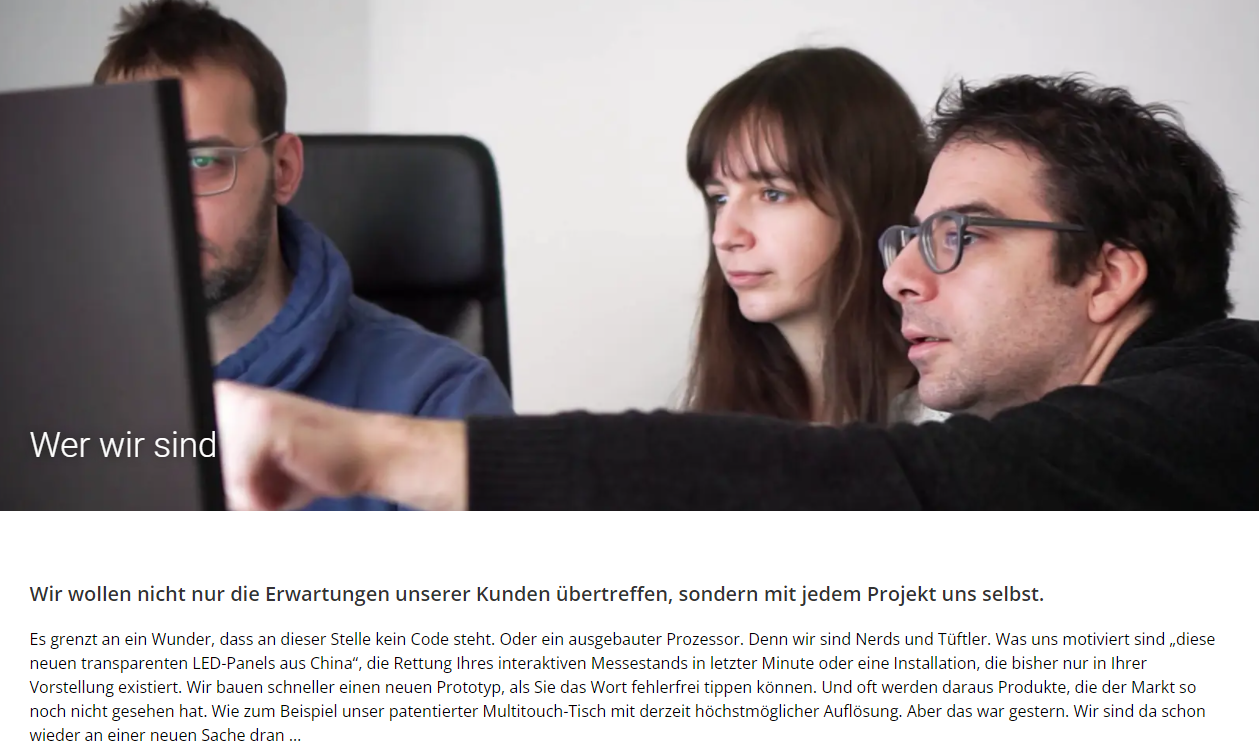 Wer wir sind
Wir wollen nicht nur die Erwartungen unserer Kunden übertreffen, sondern mit jedem Projekt uns selbst.
Es grenzt an ein Wunder, dass an dieser Stelle kein Code steht. Oder ein ausgebauter Prozessor. Denn wir sind Nerds und Tüftler. Was uns motiviert sind „diese
neuen transparenten LED-Panels aus China“, die Rettung Ihres interaktiven Messestands in letzter Minute oder eine Installation, die bisher nur in Ihrer
Vorstellung existiert. Wir bauen schneller einen neuen Prototyp, als Sie das Wort fehlerfrei tippen können. Und oft werden daraus Produkte, die der Markt so
noch nicht gesehen hat. Wie zum Beispiel unser patentierter Multitouch-Tisch mit derzeit höchstmöglicher Auflösung. Aber das war gestern. Wir sind da schon
wieder an einer neuen Sache dran ...